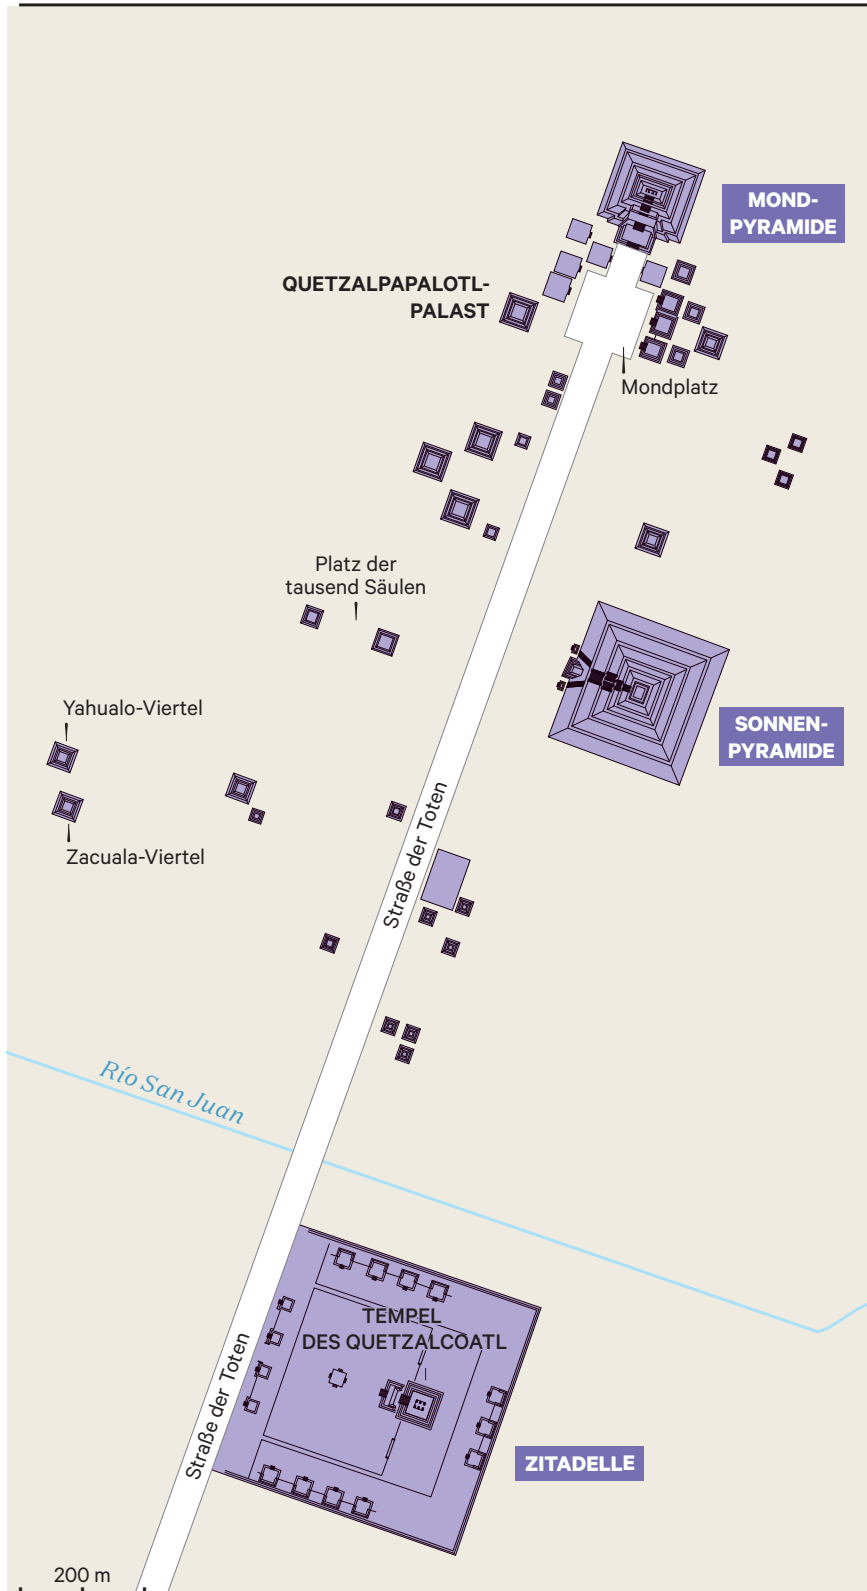 MOND-
PYRAMIDE
QUETZALPAPALOTL-
PALAST
Mondplatz
Platz der
tausend Säulen
Yahualo-Viertel
SONNEN-
PYRAMIDE
Zacuala-Viertel
Straße der Toten
Río San Juan
TEMPEL
DES QUETZALCOATL
Straße der Toten
ZITADELLE
200 m